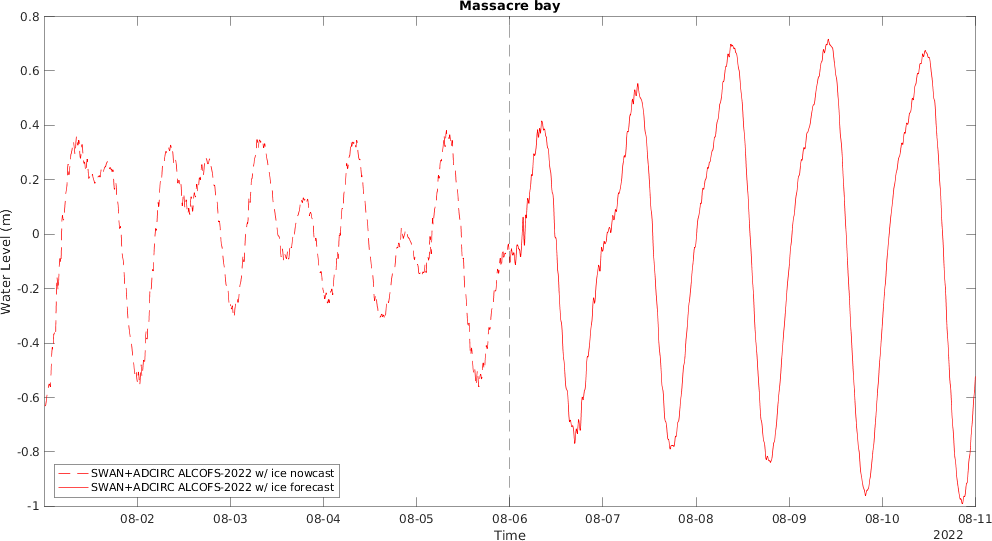 Massacre bay
0.8
0.6
0.4
0.2
0
-0.2
-0.4
-0.6
-0.8
-1
Water Level (m)
SWAN+ADCIRC ALCOFS-2022 w/ ice nowcast
SWAN+ADCIRC ALCOFS-2022 w/ ice forecast
08-02 08-03 08-04 08-05 08-06 08-07 08-08 08-09 08-10 08-11
Time
2022